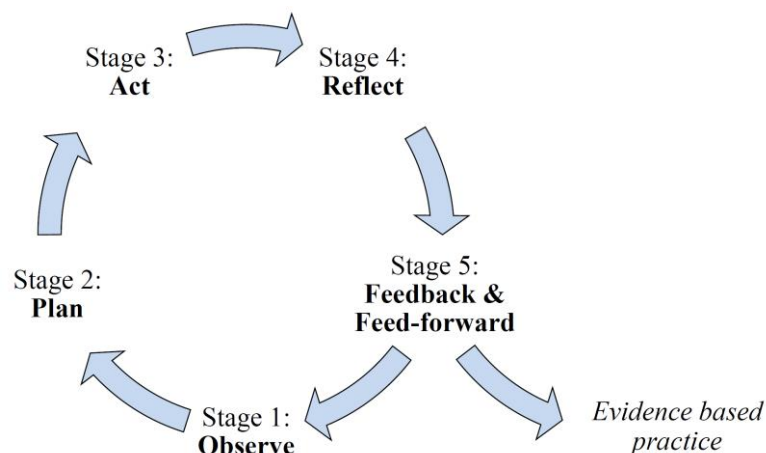 Stage 3:
Act
Stage 4:
Reflect
Stage 2:
Plan
Stage 5:
Feedback &
Feed-forward
Stage 1:
Observe
Evidence based
practice